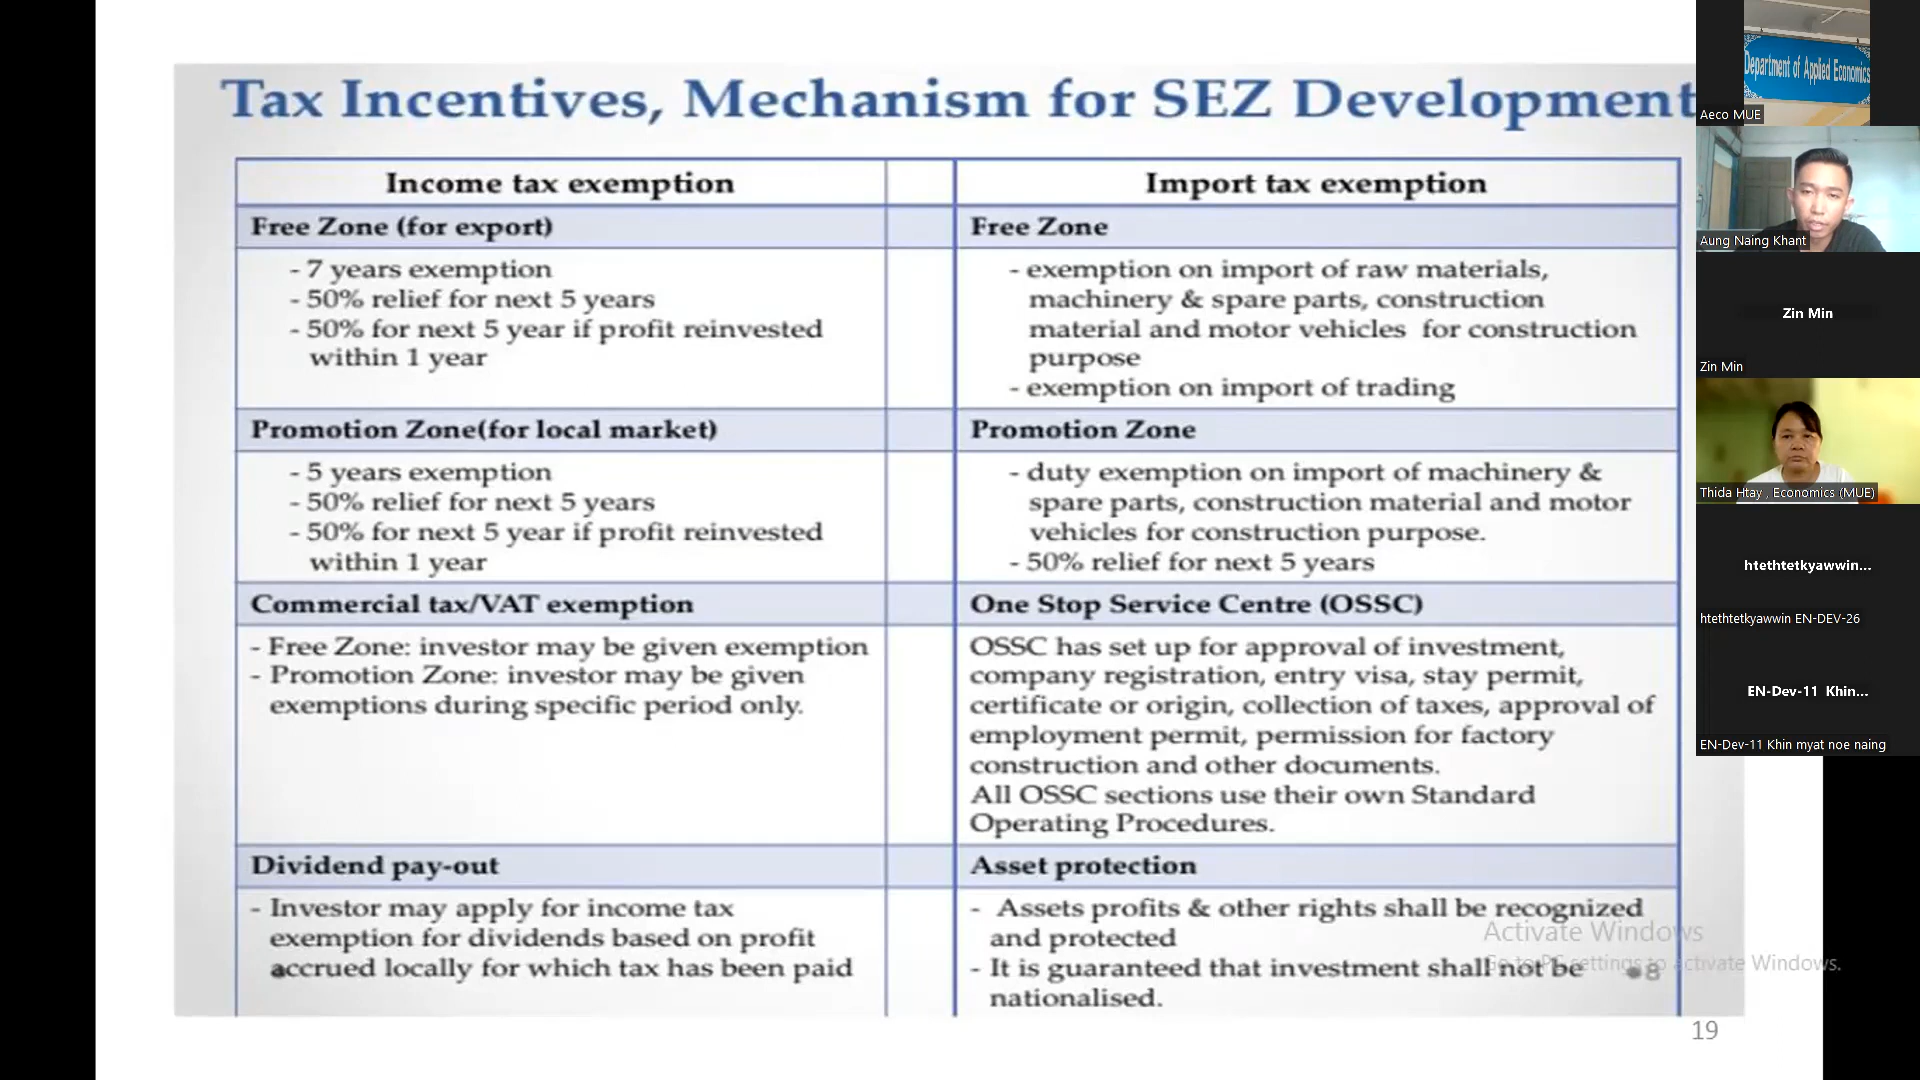 Tax Incentives, Mechanism for SEZ Development
Income tax exemption
Import tax exemption
Free Zone (for export)
Free Zone
- 7 years exemption
- 50% relief for next 5 years
- 50% for next 5 year if profit reinvested
within 1 year
- exemption on import of raw materials,
machinery & spare parts, construction
material and motor vehicles for construction
purpose
- exemption on import of trading
Promotion Zone(for local market)
Promotion Zone
- 5 years exemption
- 50% relief for next 5 years
- 50% for next 5 year if profit reinvested
within 1 year
- duty exemption on import of machinery &
spare parts, construction material and motor
vehicles for construction purpose.
- 50% relief for next 5 years
Commercial tax/VAT exemption
One Stop Service Centre (OSSC)
- Free Zone: investor may be given exemption
- Promotion Zone: investor may be given
exemptions during specific period only.
OSSC has set up for approval of investment,
company registration, entry visa, stay permit,
certificate or origin, collection of taxes, approval of
employment permit, permission for factory
construction and other documents.
All OSSC sections use their own Standard
Operating Procedures.
Dividend pay-out
Asset protection
- Investor may apply for income tax
exemption for dividends based on profit
accrued locally for which tax has been paid
- Assets profits & other rights shall be recognized
and protected
- It is guaranteed that investment shall not be
nationalised.
8
Activate Windows
Go to PC settings to activate Windows.
19
Department of Applied Economics
Aeco MUE
Aung Naing Khant
Zin Min
Zin Min
Thida Htay , Economics (MUE)
htethtetkyawwin...
htethtetkyawwin EN-DEV-26
EN-Dev-11 Khin...
EN-Dev-11 Khin myat noe naing